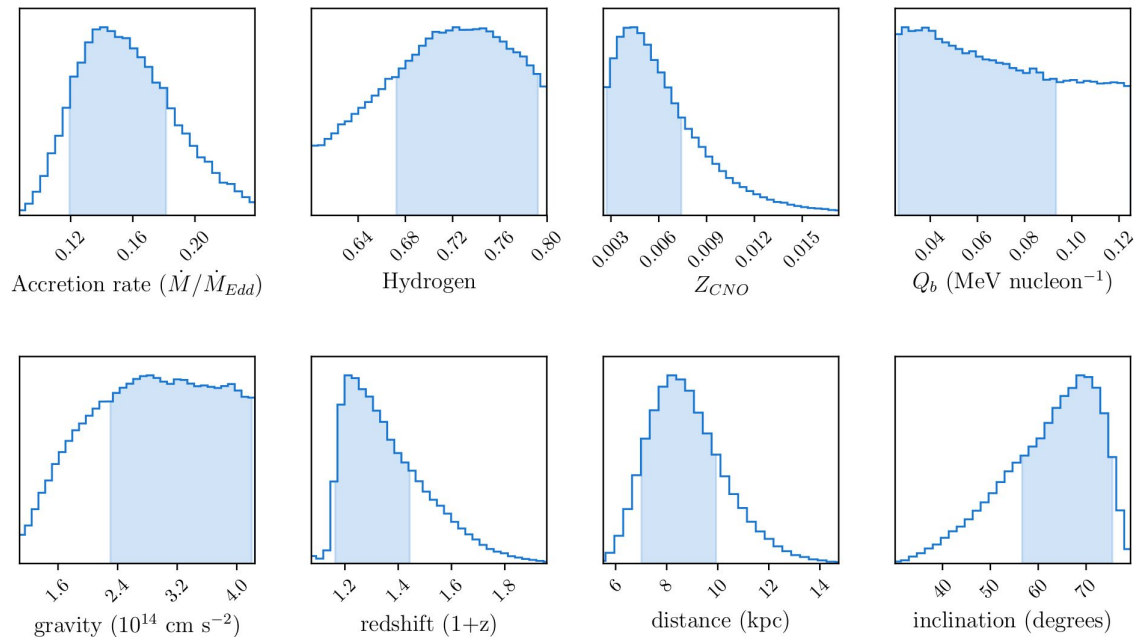 0.12 0.16 0.20
Accretion rate (Ṁ/Ṁ_Edd)
0.64 0.68 0.72 0.76 0.80
Hydrogen
0.003 0.006 0.009 0.012 0.015
Z_CNO
0.04 0.06 0.08 0.10 0.12
Q_b (MeV nucleon⁻¹)
1.6 2.4 3.2 4.0
gravity (10¹⁴ cm s⁻²)
1.2 1.4 1.6 1.8
redshift (1+z)
6 8 10 12 14
distance (kpc)
40 50 60 70
inclination (degrees)